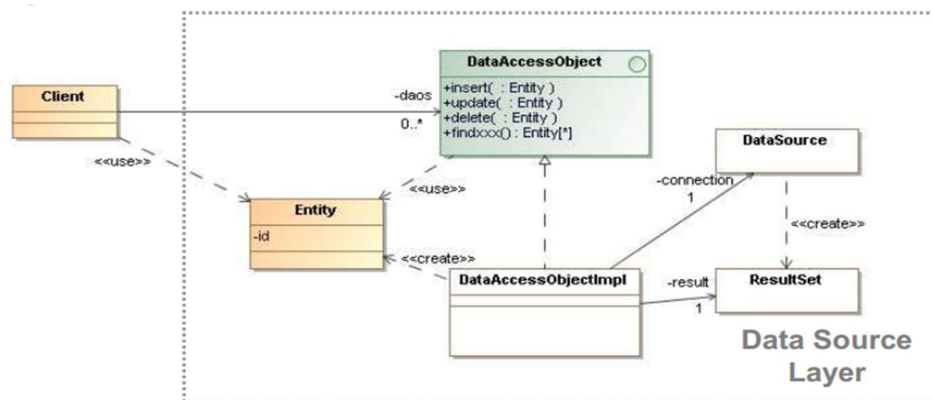 DataAccessObject
+insert( : Entity )
+update( : Entity )
+delete( : Entity )
+findxxx() : Entity[*]
Client
-daos
0..*
<<use>>
<<use>>
Entity
-id
<<create>>
DataAccessObjectImpl
DataSource
-connection
1
<<create>>
-result
1
ResultSet
Data Source
Layer